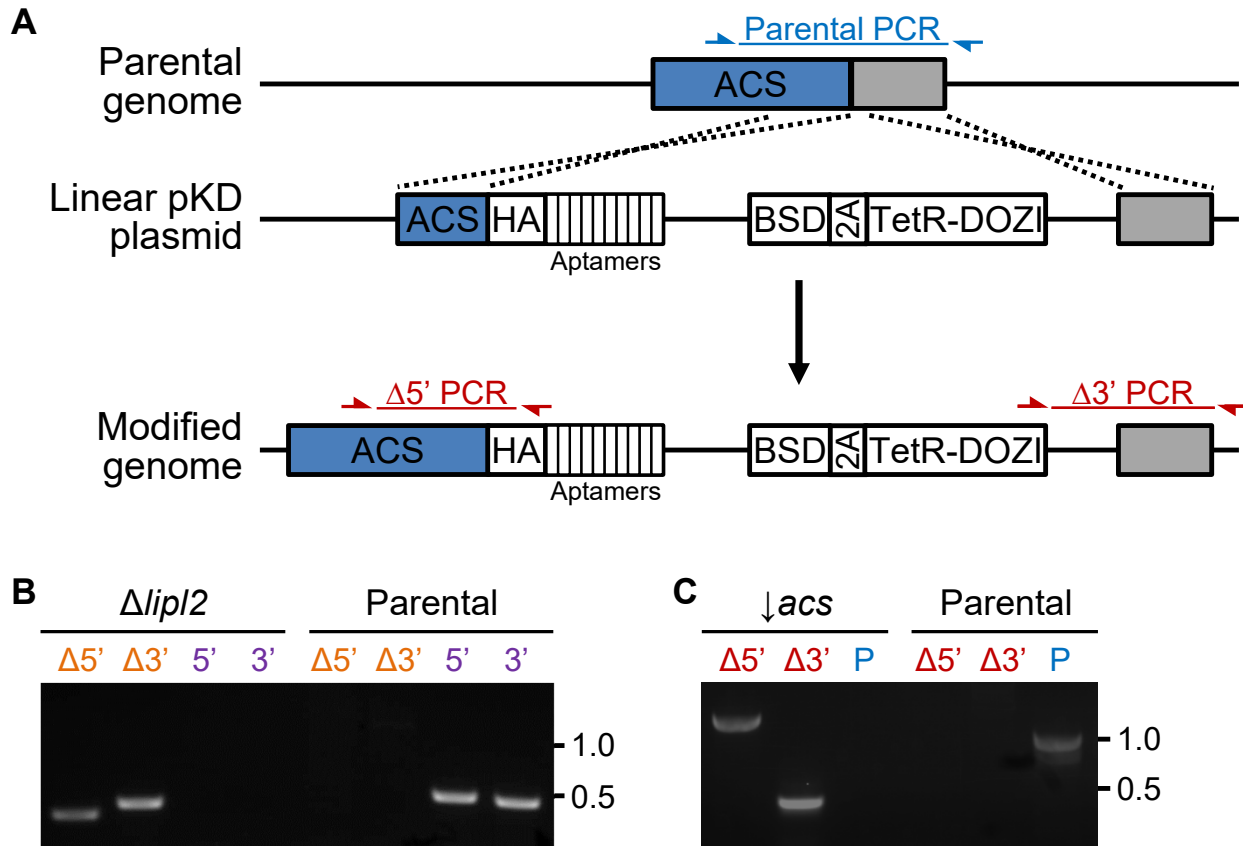 A
Parental PCR
Parental
genome
ACS
Linear pKD
plasmid
ACS HA BSD 2A TetR-DOZI
Aptamers
Δ5’ PCR Δ3’ PCR
Modified
genome
ACS HA BSD 2A TetR-DOZI
Aptamers
B
Δlipl2 Parental
Δ5’ Δ3’ 5’ 3’ Δ5’ Δ3’ 5’ 3’
1.0
0.5
C
↓acs Parental
Δ5’ Δ3’ P Δ5’ Δ3’ P
1.0
0.5